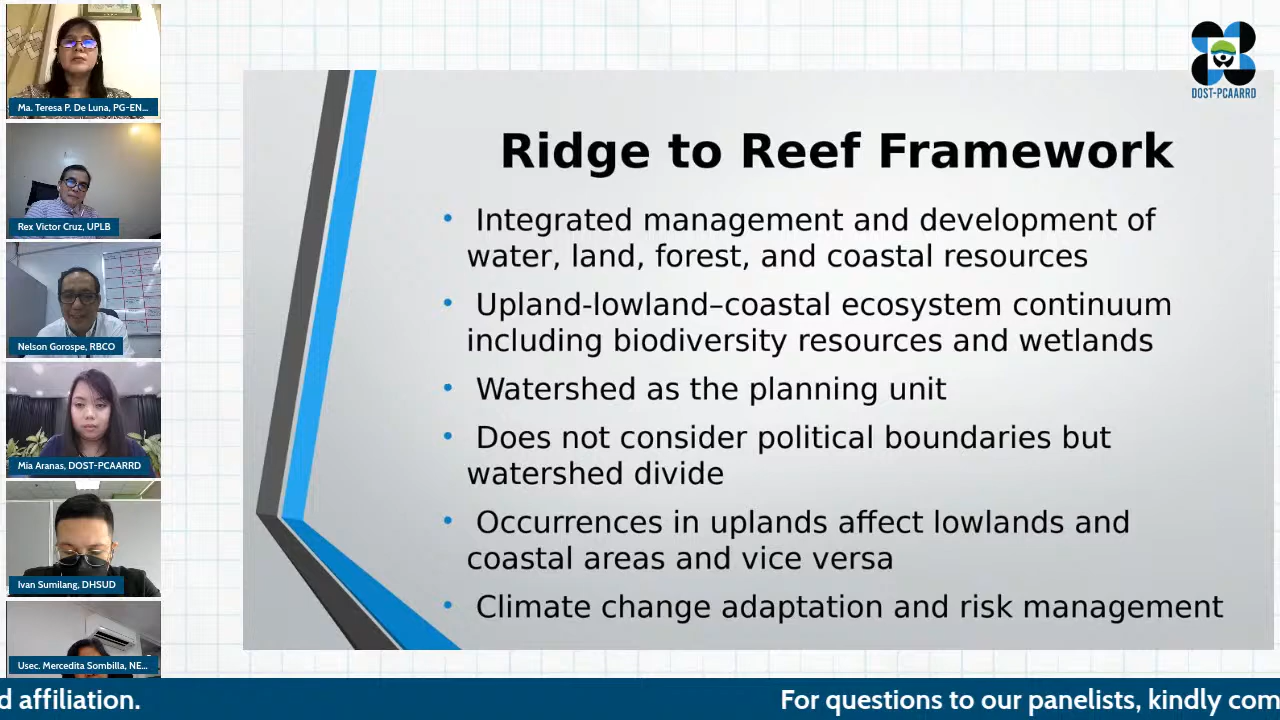 Ma. Teresa P. De Luna, PG-EN...
Rex Victor Cruz, UPLB
Nelson Gorospe, RBCO
Mia Aranas, DOST-PCAARRD
Ivan Sumilang, DHSUD
Usec. Mercedita Sombilla, NE...
DOST-PCAARRD
Ridge to Reef Framework
• Integrated management and development of
water, land, forest, and coastal resources
• Upland-lowland–coastal ecosystem continuum
including biodiversity resources and wetlands
• Watershed as the planning unit
• Does not consider political boundaries but
watershed divide
• Occurrences in uplands affect lowlands and
coastal areas and vice versa
• Climate change adaptation and risk management
d affiliation. For questions to our panelists, kindly com